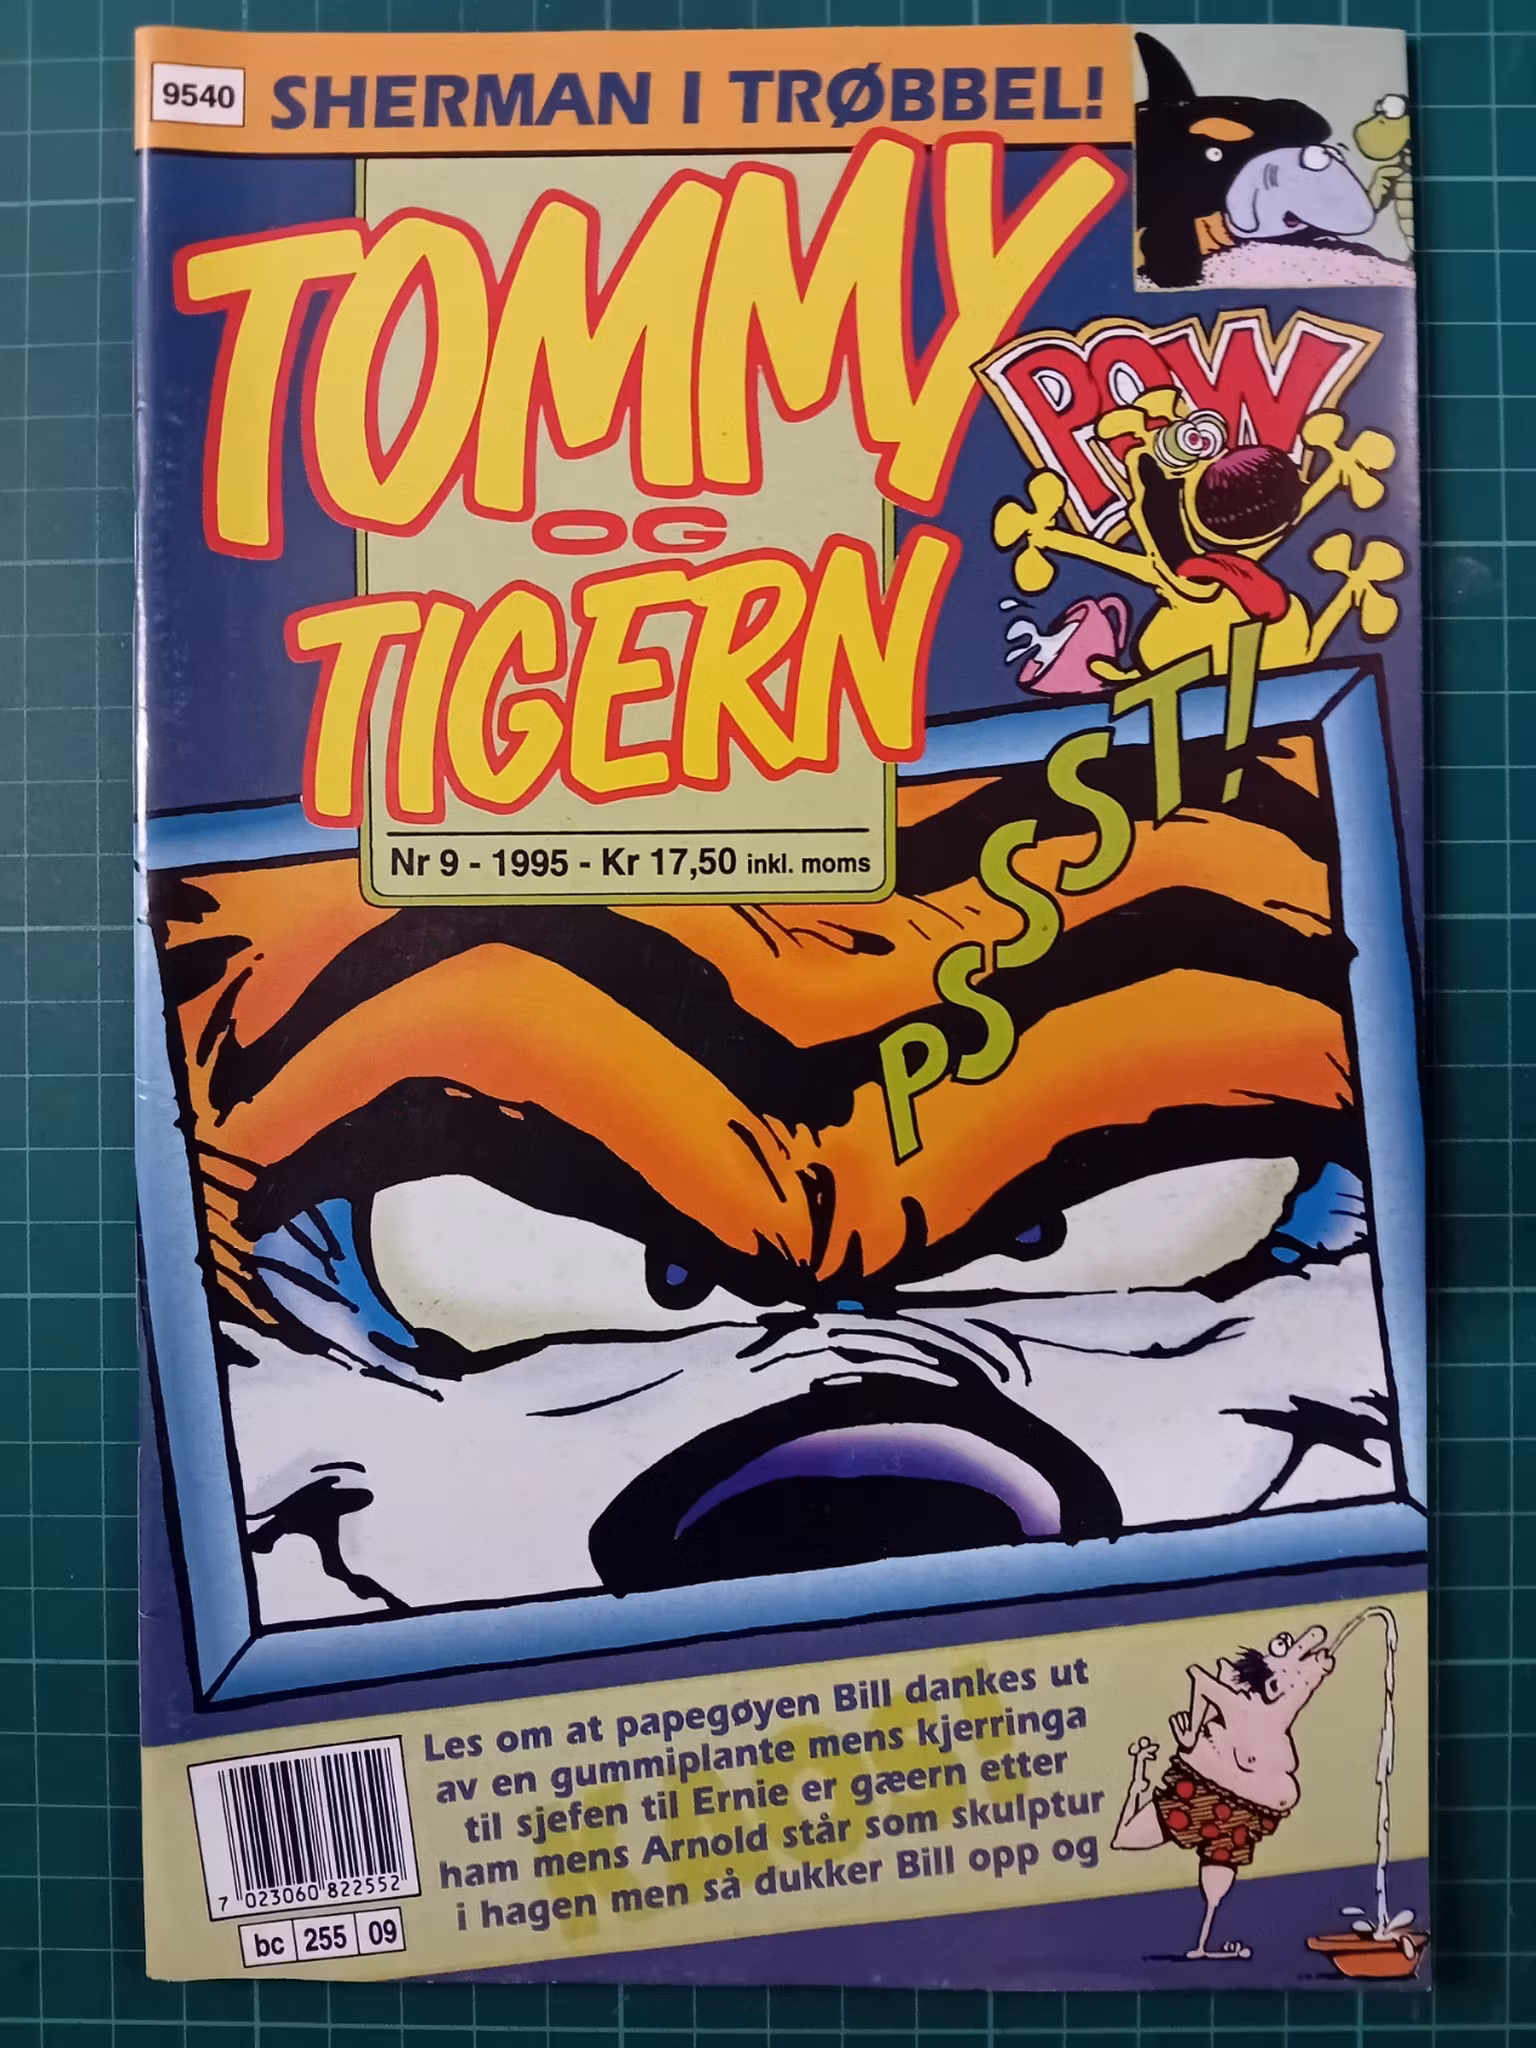 9540
SHERMAN I TRØBBEL!
TOMMY
OG
TIGERN
POW
Nr 9 - 1995 - Kr 17,50 inkl. moms
PSSSST!
Les om at papegøyen Bill dankes ut
av en gummiplante mens kjerringa
til sjefen til Ernie er gæern etter
ham mens Arnold står som skulptur
i hagen men så dukker Bill opp og
7 023060 822552
bc 255 09